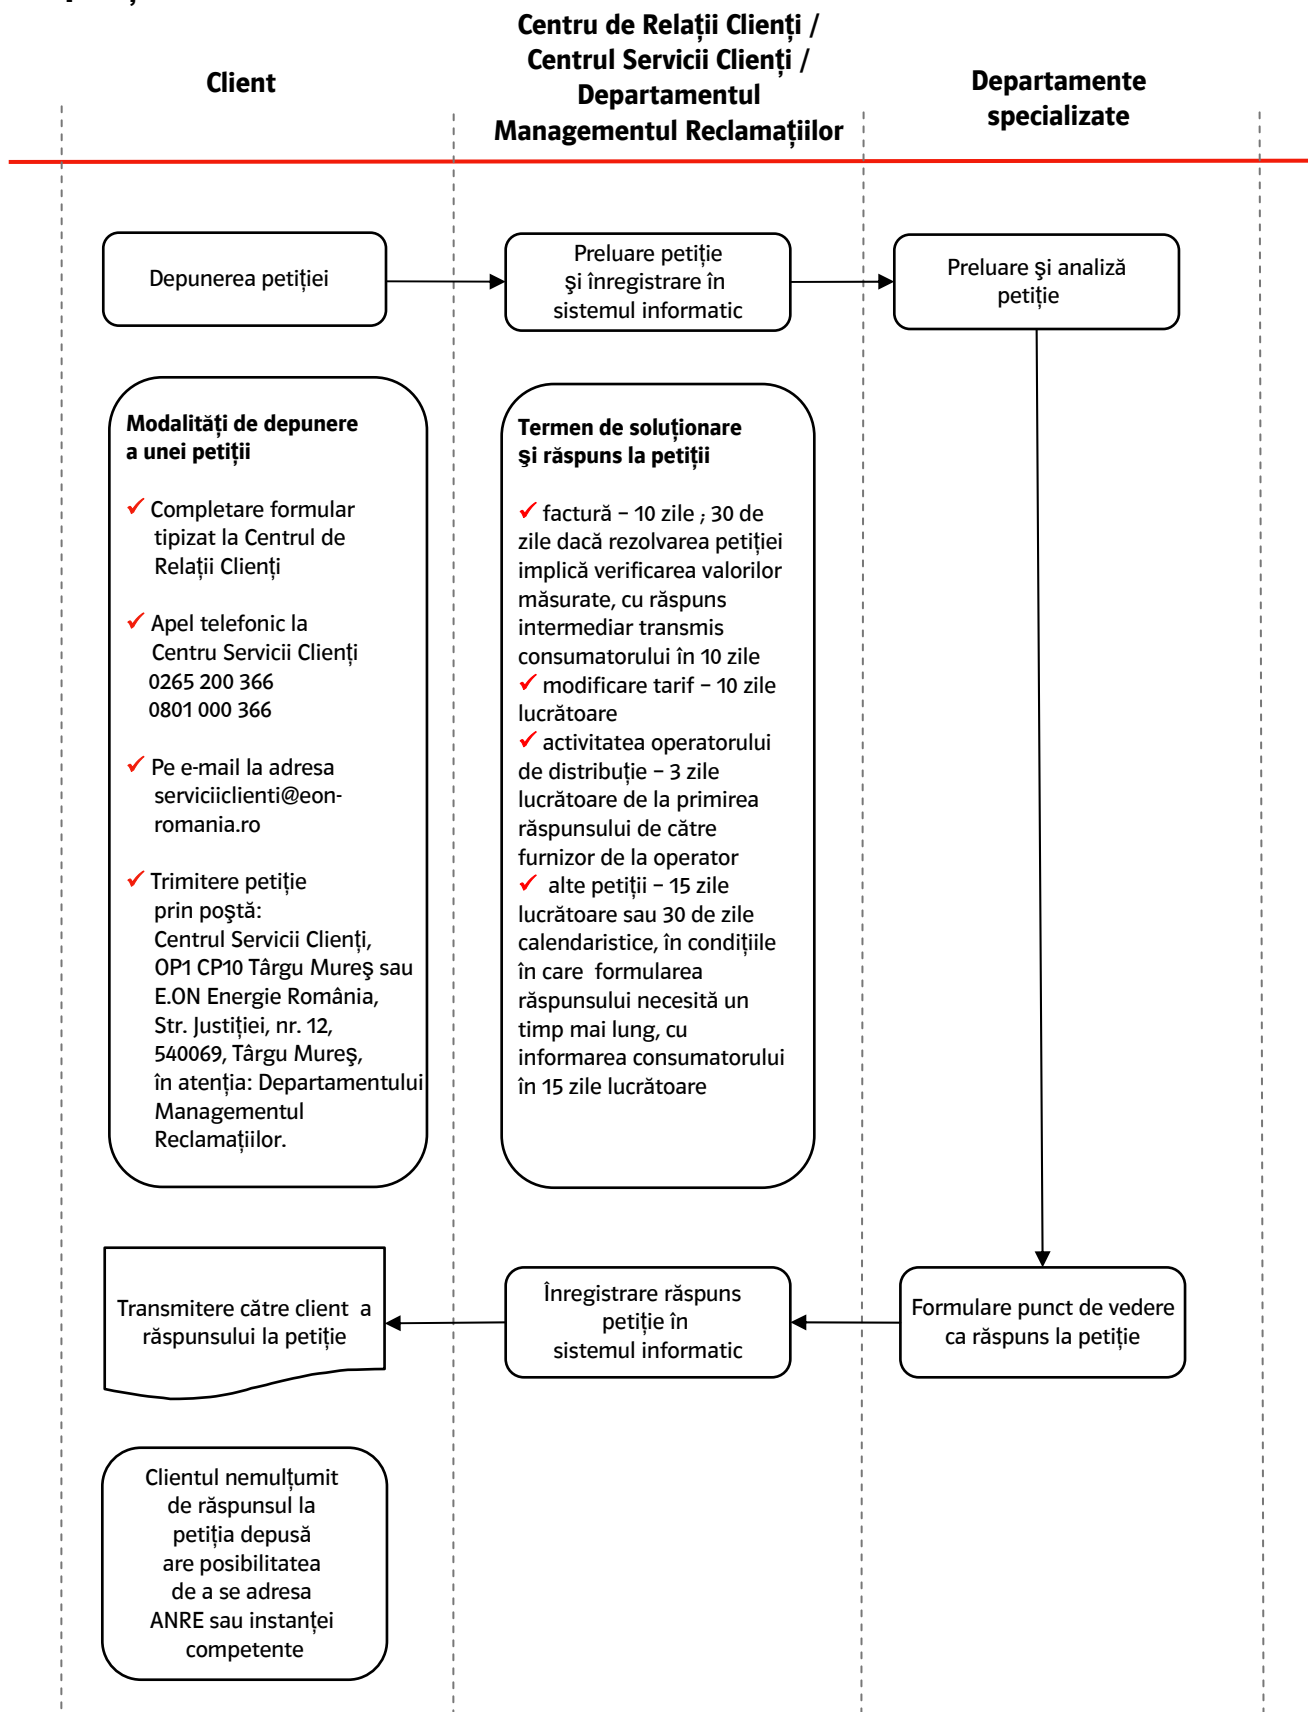 Client
Centru de Relații Clienți /
Centrul Servicii Clienți /
Departamentul
Managementul Reclamațiilor
Departamente
specializate
Depunerea petiției
Preluare petiție
şi înregistrare în
sistemul informatic
Preluare şi analiză
petiție
Modalități de depunere
a unei petiții
✓ Completare formular
tipizat la Centrul de
Relații Clienți
✓ Apel telefonic la
Centru Servicii Clienți
0265 200 366
0801 000 366
✓ Pe e-mail la adresa
serviciiclienti@eon-
romania.ro
✓ Trimitere petiție
prin poştă:
Centrul Servicii Clienți,
OP1 CP10 Târgu Mureş sau
E.ON Energie România,
Str. Justiției, nr. 12,
540069, Târgu Mureş,
în atenția: Departamentului
Managementul
Reclamațiilor.
Termen de soluționare
şi răspuns la petiții
✓ factură – 10 zile ; 30 de
zile dacă rezolvarea petiției
implică verificarea valorilor
măsurate, cu răspuns
intermediar transmis
consumatorului în 10 zile
✓ modificare tarif – 10 zile
lucrătoare
✓ activitatea operatorului
de distribuție – 3 zile
lucrătoare de la primirea
răspunsului de către
furnizor de la operator
✓ alte petiții – 15 zile
lucrătoare sau 30 de zile
calendaristice, în condițiile
în care formularea
răspunsului necesită un
timp mai lung, cu
informarea consumatorului
în 15 zile lucrătoare
Transmitere către client a
răspunsului la petiție
Înregistrare răspuns
petiție în
sistemul informatic
Formulare punct de vedere
ca răspuns la petiție
Clientul nemulțumit
de răspunsul la
petiția depusă
are posibilitatea
de a se adresa
ANRE sau instanței
competente